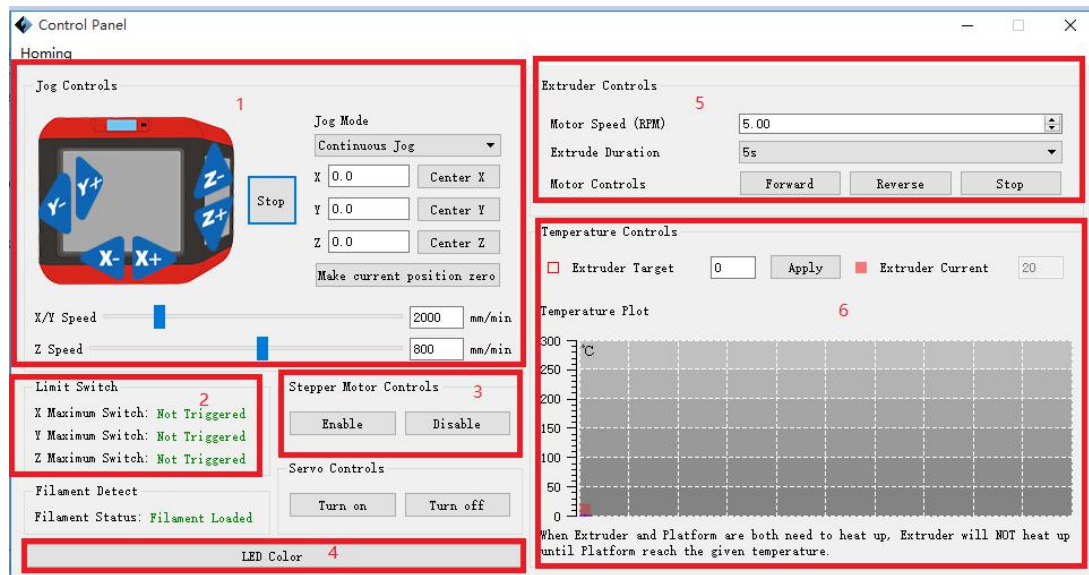 Control Panel
Homing
Jog Controls
1
Jog Mode
Continuous Jog
Y+
Y-
Z-
Z+
X-
X+
Stop
X 0.0 Center X
Y 0.0 Center Y
Z 0.0 Center Z
Make current position zero
X/Y Speed 2000 mm/min
Z Speed 800 mm/min
Limit Switch
2
X Maximum Switch: Not Triggered
Y Maximum Switch: Not Triggered
Z Maximum Switch: Not Triggered
Stepper Motor Controls
3
Enable Disable
Filament Detect
Filament Status: Filament Loaded
Servo Controls
Turn on Turn off
LED Color 4
Extruder Controls
5
Motor Speed (RPM) 5.00
Extrude Duration 5s
Motor Controls Forward Reverse Stop
Temperature Controls
Extruder Target 0 Apply Extruder Current 20
6
Temperature Plot
300
°C
250
200
150
100
50
0
When Extruder and Platform are both need to heat up, Extruder will NOT heat up
until Platform reach the given temperature.